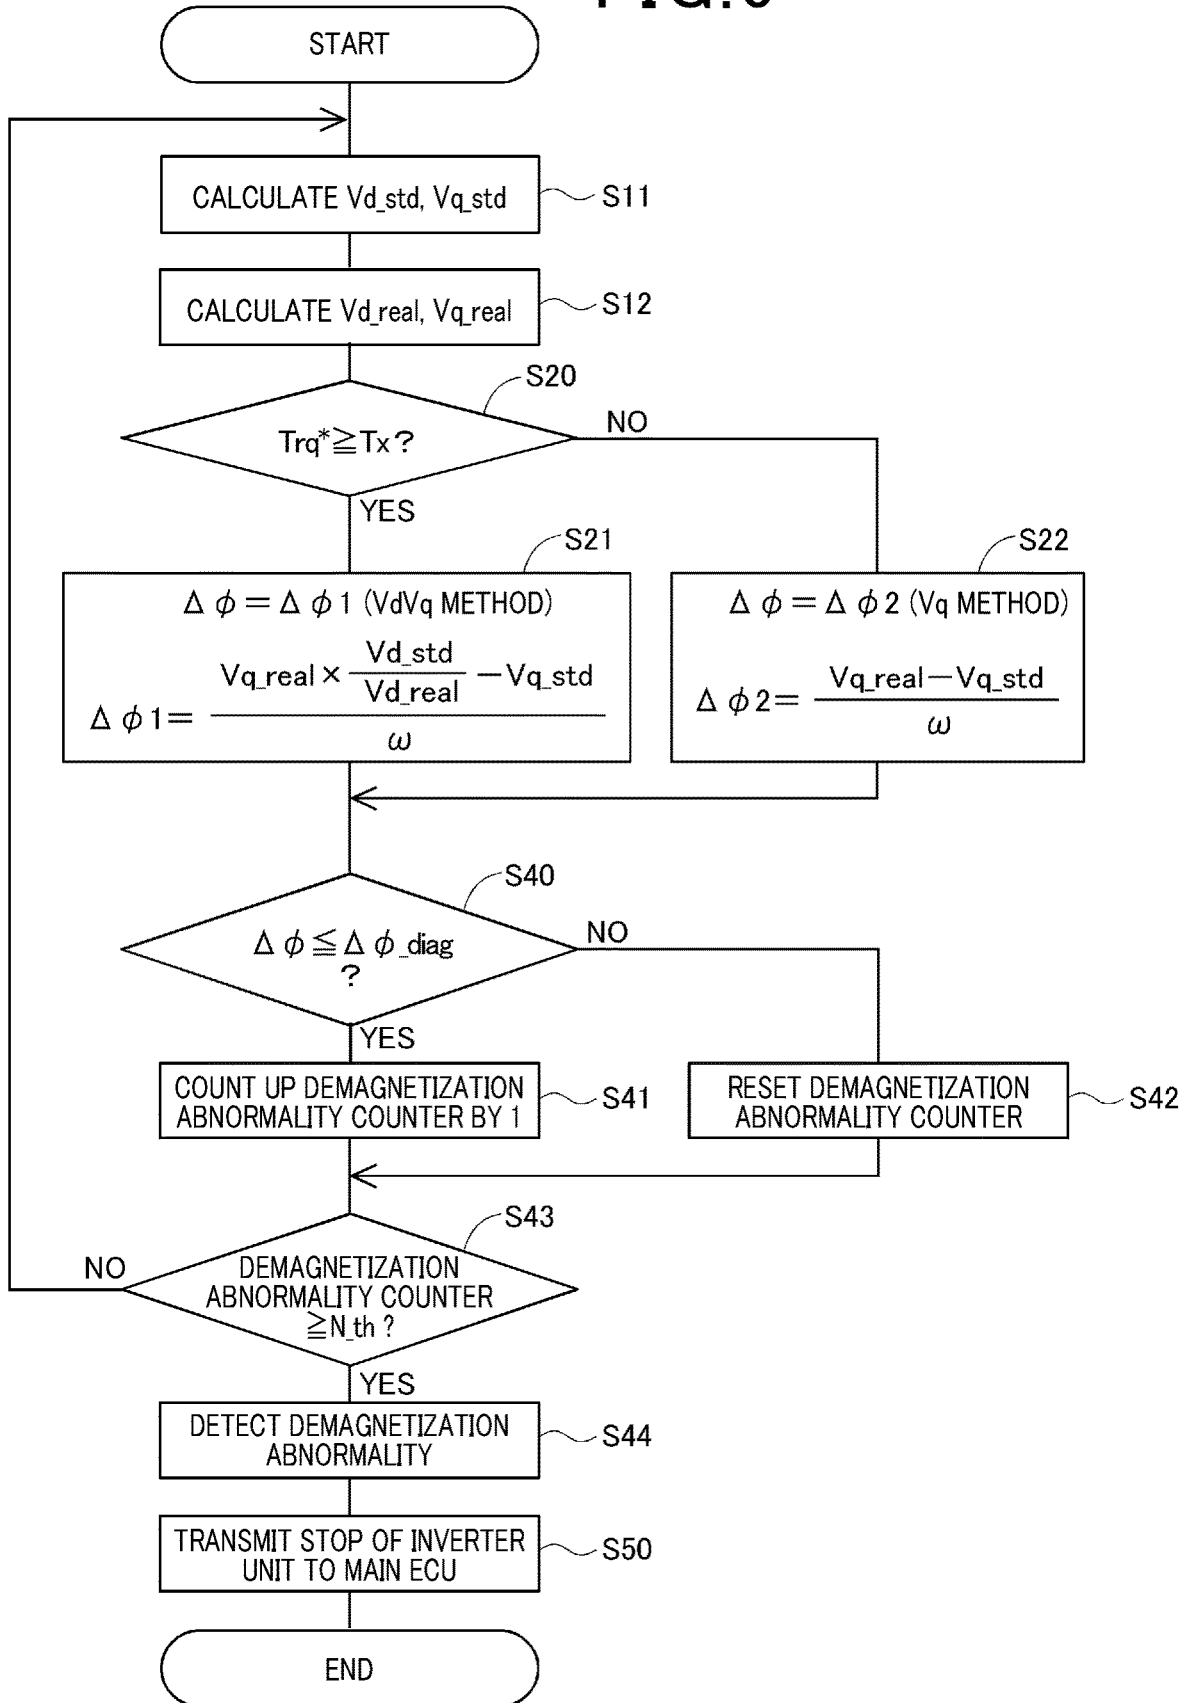 START
CALCULATE Vd_std, Vq_std
S11
CALCULATE Vd_real, Vq_real
S12
S20
Trq*≧Tx?
NO
YES
S21
Δφ=Δφ1 (VdVq METHOD)
Δφ1= 
Vq_real × Vd_std
Vd_real
−Vq_std
ω
S22
Δφ=Δφ2 (Vq METHOD)
Δφ2=
Vq_real−Vq_std
ω
S40
Δφ≦Δφ_diag
?
NO
YES
COUNT UP DEMAGNETIZATION
ABNORMALITY COUNTER BY 1
S41
RESET DEMAGNETIZATION
ABNORMALITY COUNTER
S42
S43
DEMAGNETIZATION
ABNORMALITY COUNTER
≧N_th ?
NO
YES
DETECT DEMAGNETIZATION
ABNORMALITY
S44
TRANSMIT STOP OF INVERTER
UNIT TO MAIN ECU
S50
END